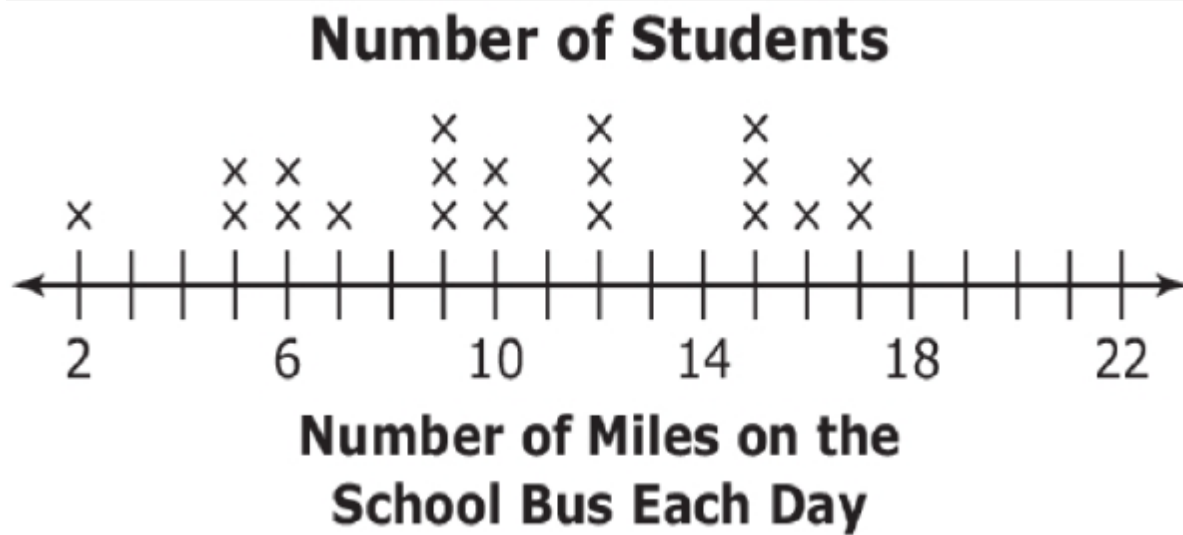 Number of Students
2 6 10 14 18 22
Number of Miles on the
School Bus Each Day